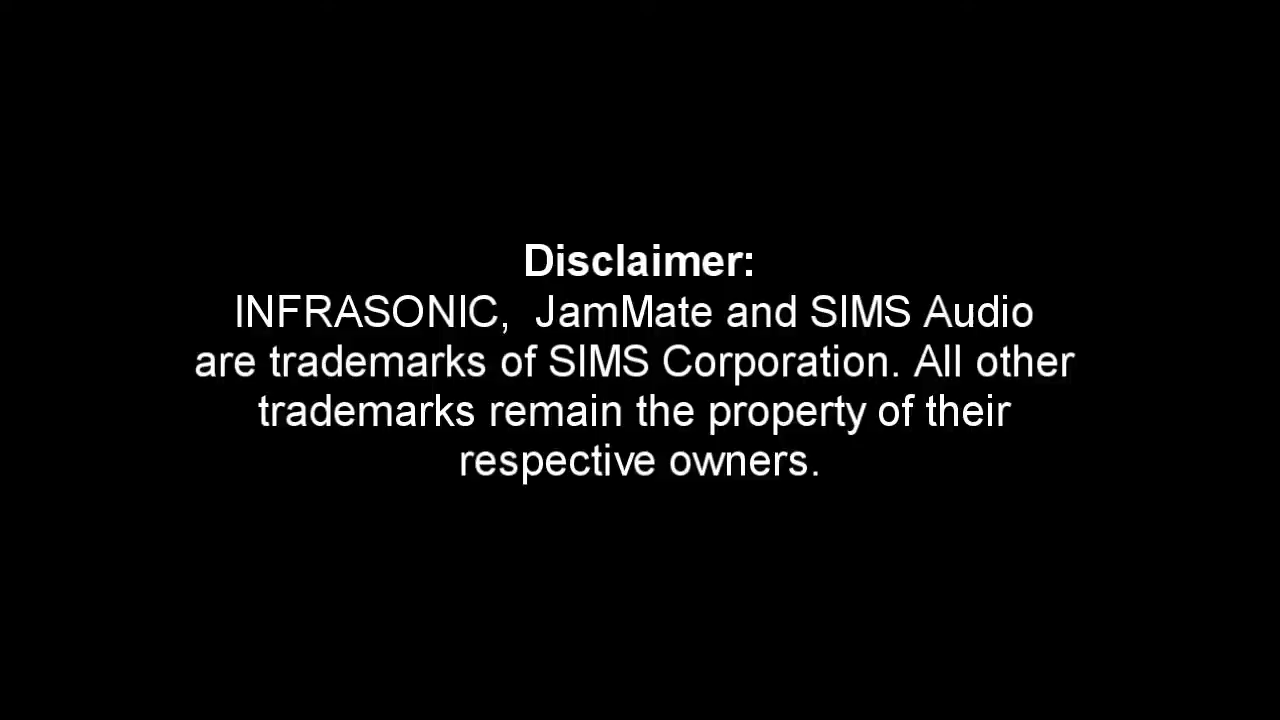 Disclaimer:
INFRASONIC,  JamMate and SIMS Audio
are trademarks of SIMS Corporation. All other
trademarks remain the property of their
respective owners.